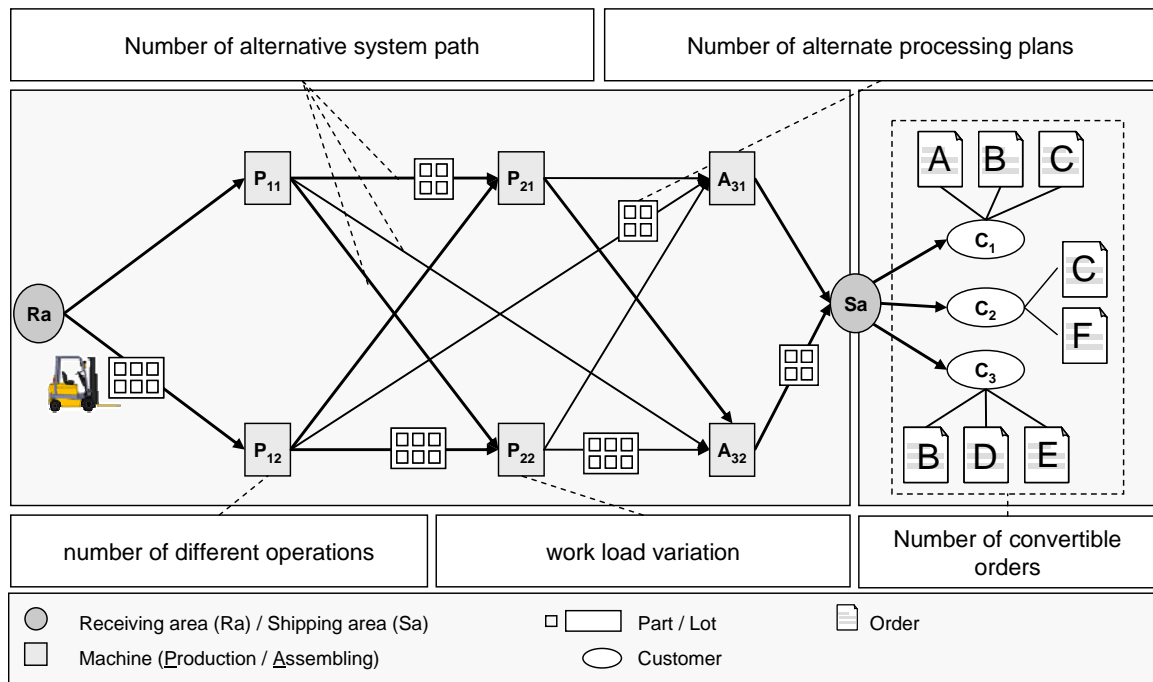 Number of alternative system path
Number of alternate processing plans
A B C
P11 P21 A31
C1
C
Ra
Sa
C2
F
C3
P12 P22 A32
B D E
number of different operations
work load variation
Number of convertible
orders
Receiving area (Ra) / Shipping area (Sa)
Part / Lot
Order
Machine (Production / Assembling)
Customer